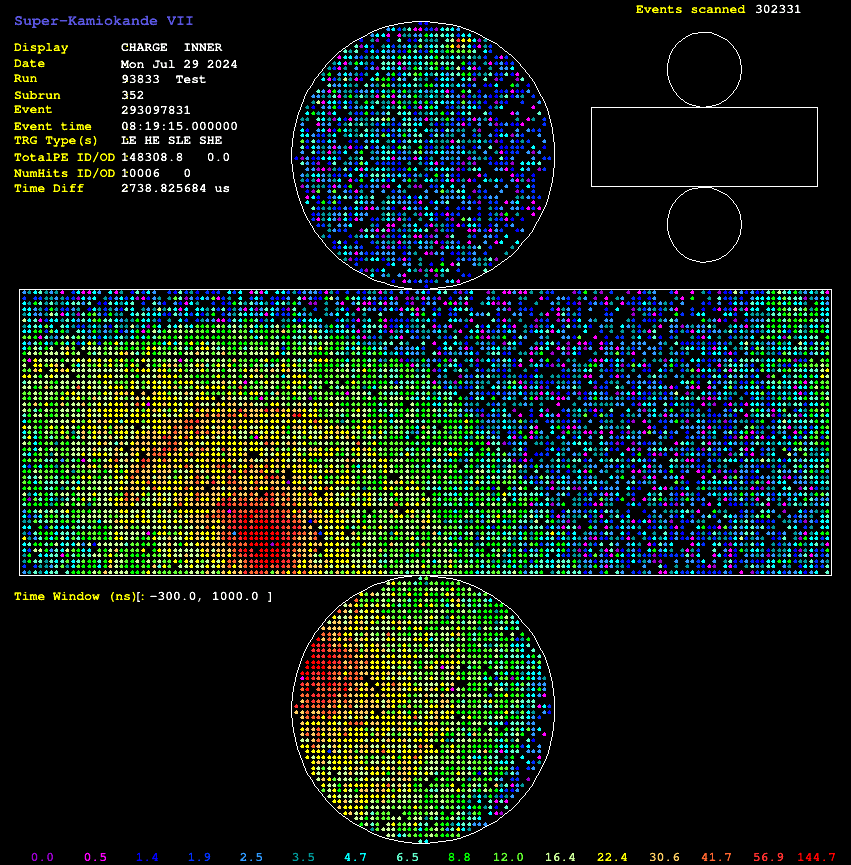 Super-Kamiokande VII
Events scanned 302331
Display CHARGE INNER
Date Mon Jul 29 2024
Run 93833 Test
Subrun 352
Event 293097831
Event time 08:19:15.000000
TRG Type(s) LE HE SLE SHE
TotalPE ID/OD 148308.8 0.0
NumHits ID/OD 10006 0
Time Diff 2738.825684 us
Time Window (ns)[: −300.0, 1000.0 ]
0.0 0.5 1.4 1.9 2.5 3.5 4.7 6.5 8.8 12.0 16.4 22.4 30.6 41.7 56.9 144.7